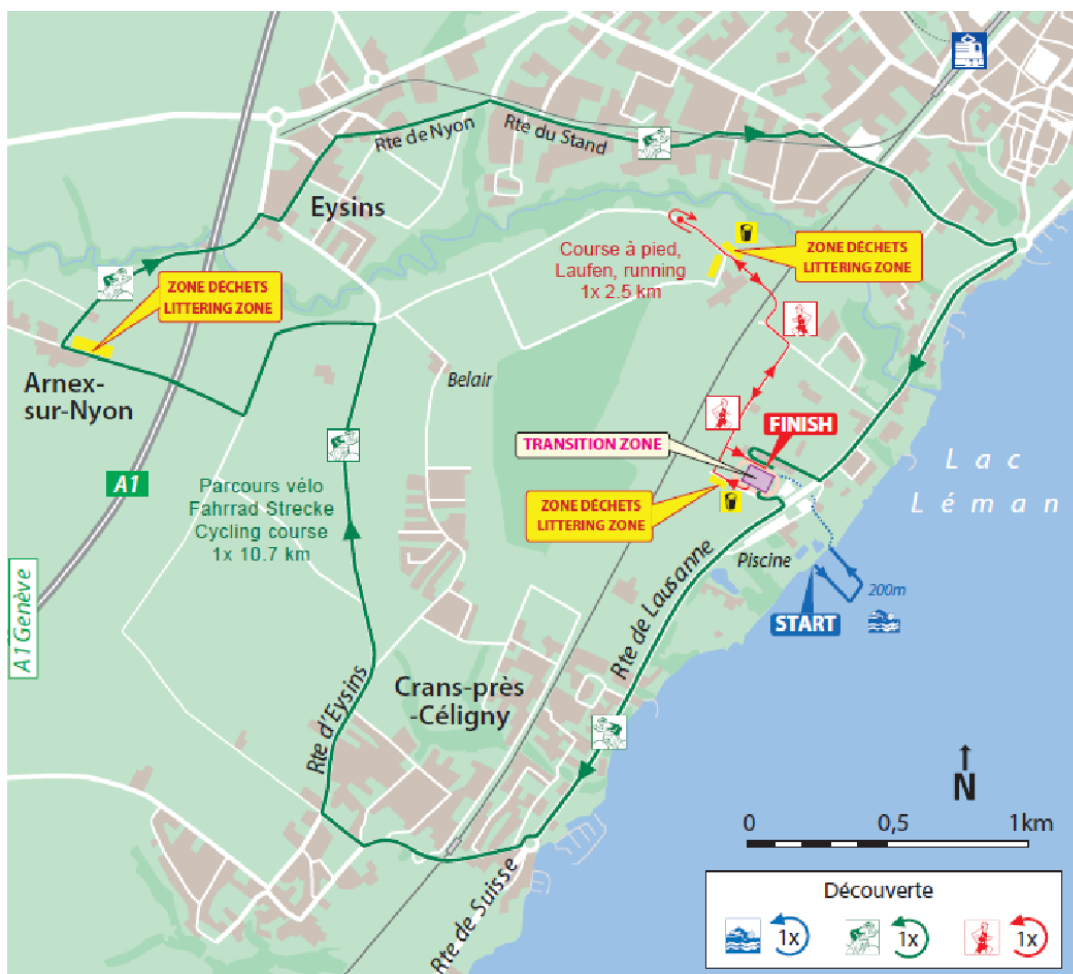 Rte de Nyon
Rte du Stand
Eysins
Course à pied,
Laufen, running
1x 2.5 km
ZONE DÉCHETS
LITTERING ZONE
ZONE DÉCHETS
LITTERING ZONE
Arnex-
sur-Nyon
Belair
FINISH
TRANSITION ZONE
Lac
Léman
A1
Parcours vélo
Fahrrad Strecke
Cycling course
1x 10.7 km
ZONE DÉCHETS
LITTERING ZONE
Piscine
200m
START
A1 Genève
Rte de Lausanne
Rte d'Eysins
Crans-près
-Céligny
N
0 0,5 1km
Rte de Suisse
Découverte
1x 1x 1x